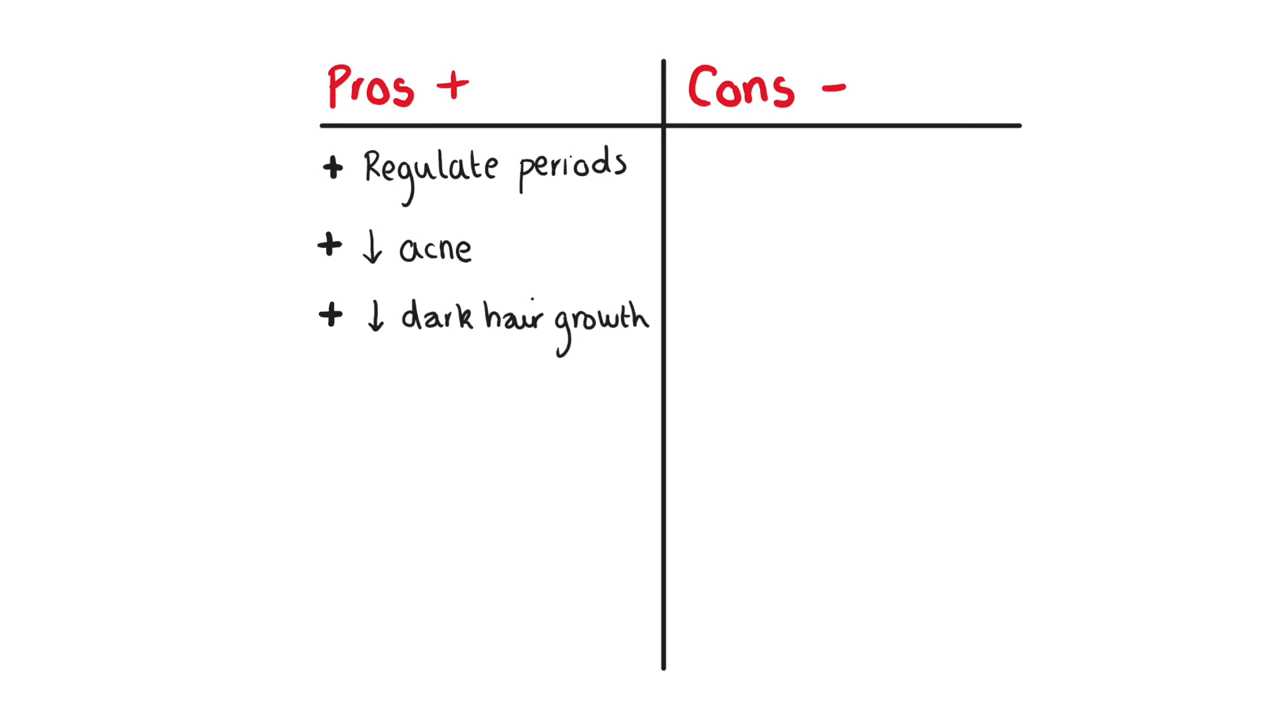 Pros +
Cons -
+ Regulate periods
+ ↓ acne
+ ↓ dark hair growth